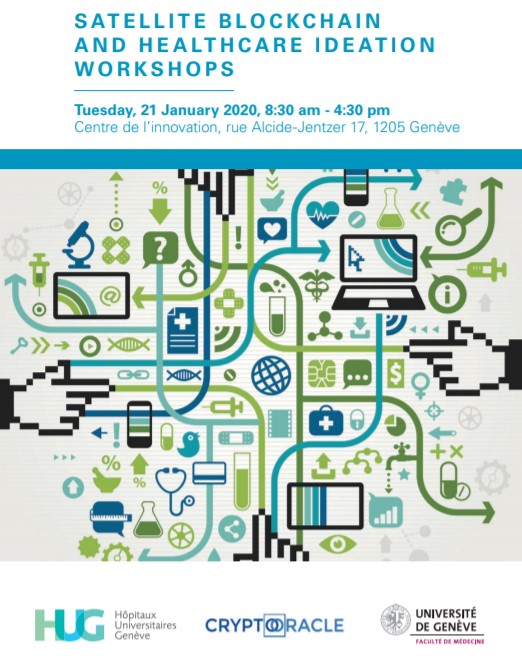 SATELLITE BLOCKCHAIN
AND HEALTHCARE IDEATION
WORKSHOPS
Tuesday, 21 January 2020, 8:30 am - 4:30 pm
Centre de l’innovation, rue Alcide-Jentzer 17, 1205 Genève
%
?
!
@
i
$
!
%
%
HUG
Hôpitaux
Universitaires
Genève
CRYPTOORACLE
UNIVERSITÉ
DE GENÈVE
FACULTÉ DE MÉDECINE